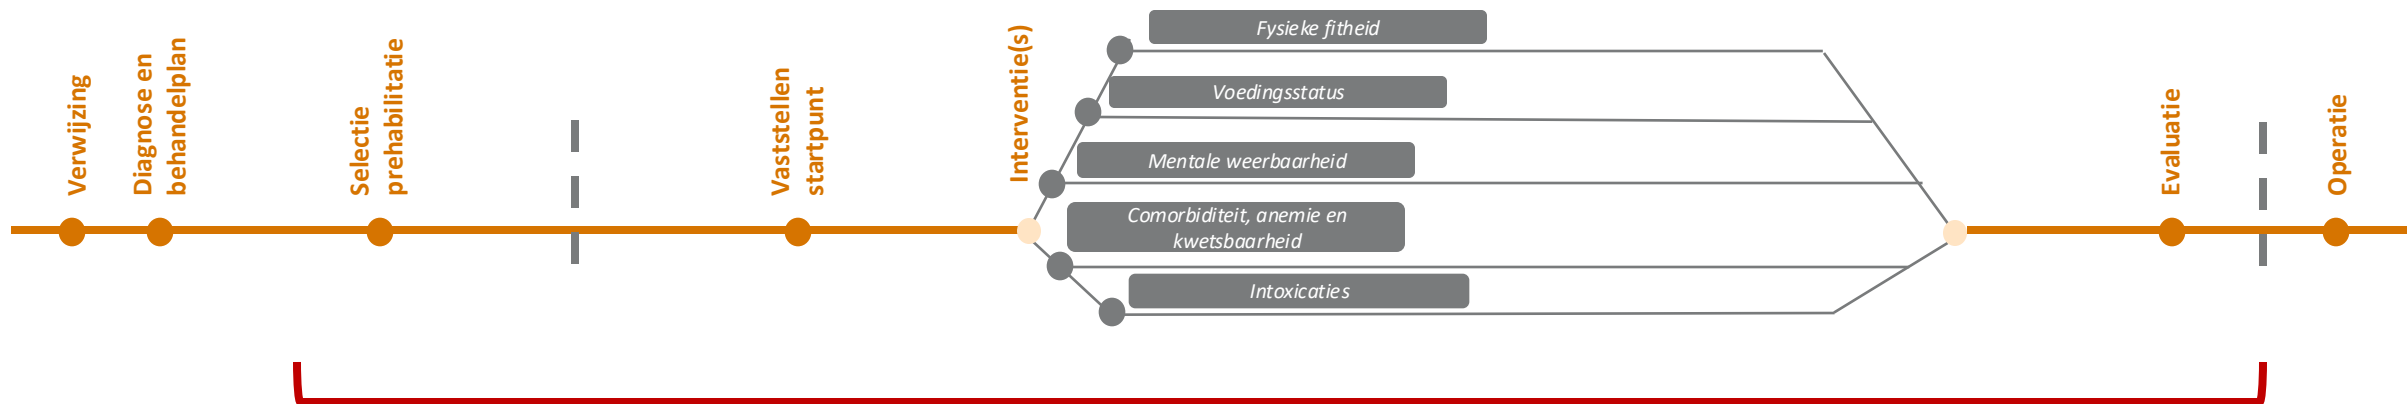 Verwijzing
Diagnose en
behandelplan
Selectie
prehabilitatie
Vaststellen
startpunt
Interventie(s)
Fysieke fitheid
Voedingsstatus
Mentale weerbaarheid
Comorbiditeit, anemie en
kwetsbaarheid
Intoxicaties
Evaluatie
Operatie